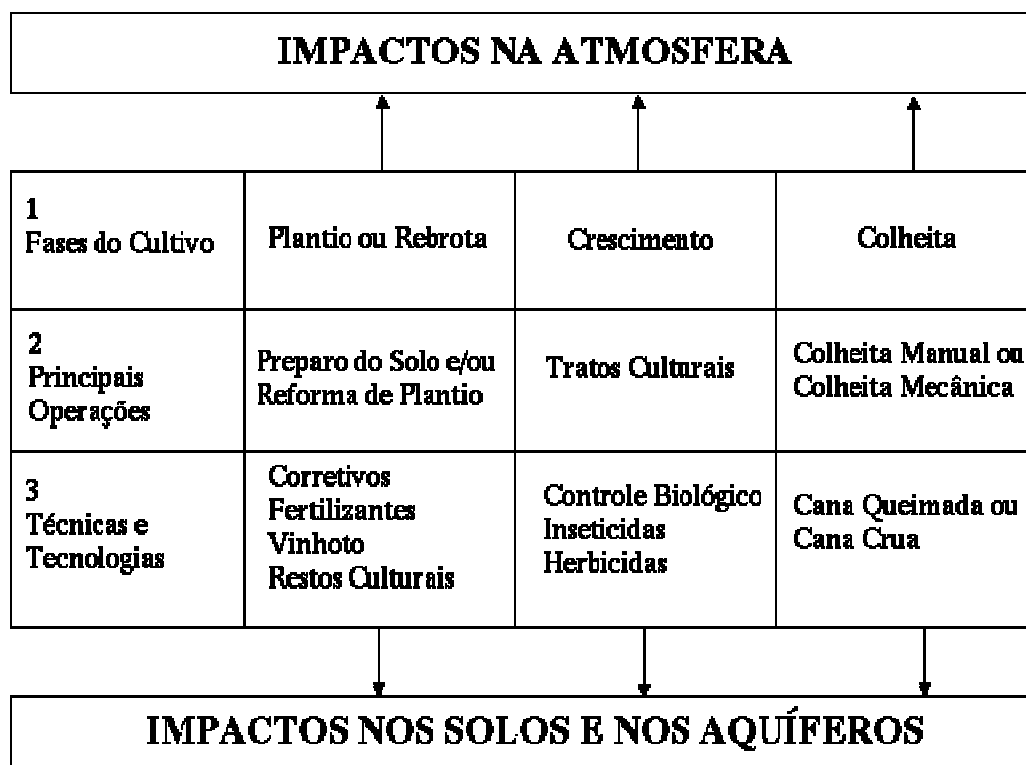 IMPACTOS NA ATMOSFERA
1
Fases do Cultivo
Plantio ou Rebrota
Crescimento
Colheita
2
Principais
Operações
Preparo do Solo e/ou
Reforma de Plantio
Tratos Culturais
Colheita Manual ou
Colheita Mecânica
3
Técnicas e
Tecnologias
Corretivos
Fertilizantes
Vinhoto
Restos Culturais
Controle Biológico
Inseticidas
Herbicidas
Cana Queimada ou
Cana Crua
IMPACTOS NOS SOLOS E NOS AQUÍFEROS